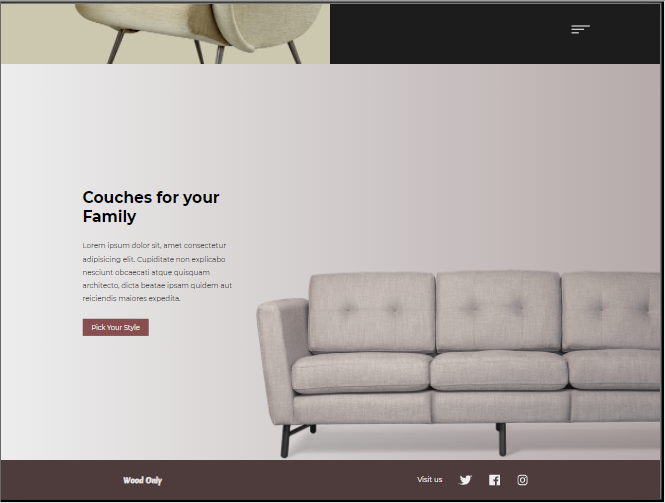 Couches for your
Family
Lorem ipsum dolor sit, amet consectetur
adipisicing elit. Cupiditate non explicabo
nesciunt obcaecati atque quisquam
architecto, dicta beatae ipsam quidem aut
reiciendis maiores expedita.
Pick Your Style
Wood Only
Visit us